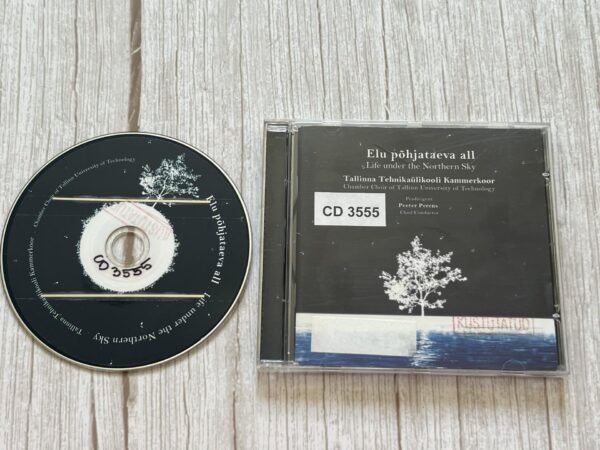 Elu põhjataeva all
Life under the Northern Sky
Tallinna Tehnikaülikooli Kammerkoor
Chamber Choir of Tallinn University of Technology
Peadirigent
Peeter Perens
Chief Conductor
CD 3555
KUSTUTATUD
Chamber Choir of Tallinn University of Technology
Elu põhjataeva all
Life under the Northern Sky
Tallinna Tehnikaülikooli Kammerkoor
CD 3555